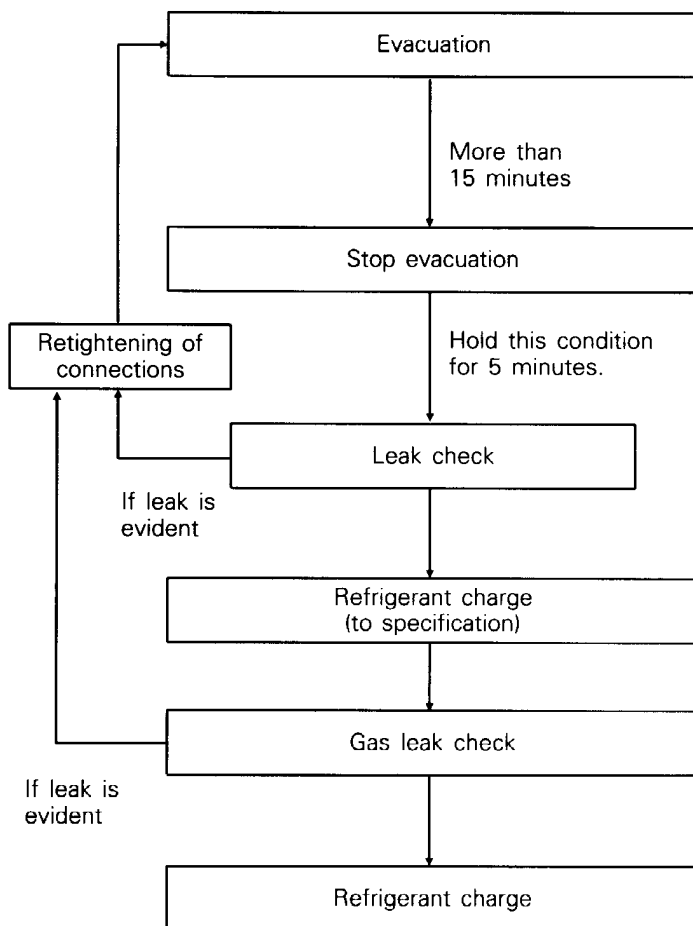 Evacuation
More than
15 minutes
Stop evacuation
Hold this condition
for 5 minutes.
Retightening of
connections
Leak check
If leak is
evident
Refrigerant charge
(to specification)
Gas leak check
If leak is
evident
Refrigerant charge